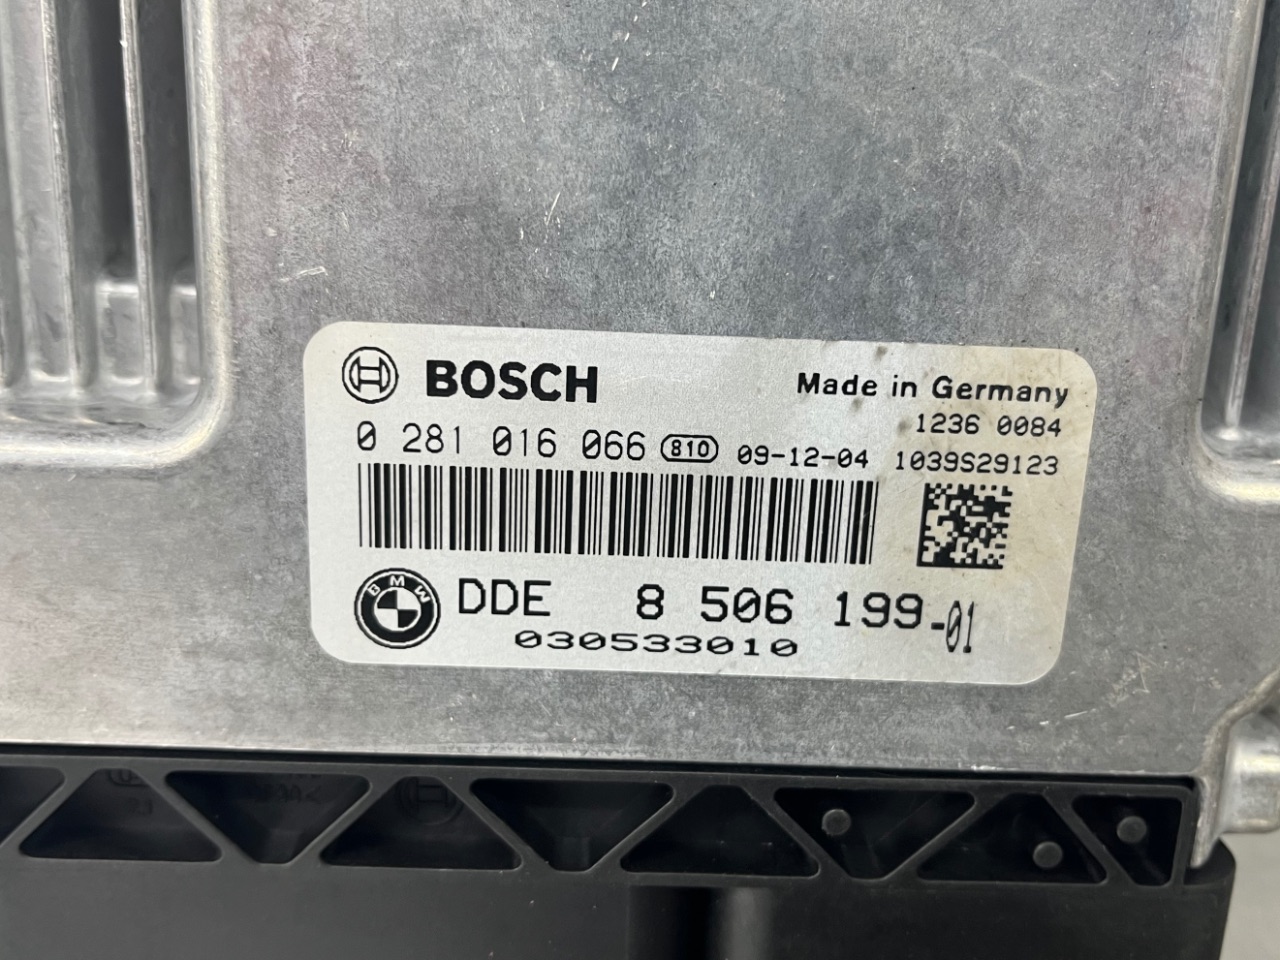 BOSCH
Made in Germany
1236 0084
0 281 016 066 810 09-12-04 1039S29123
BMW
DDE 8 506 199-01
030533010